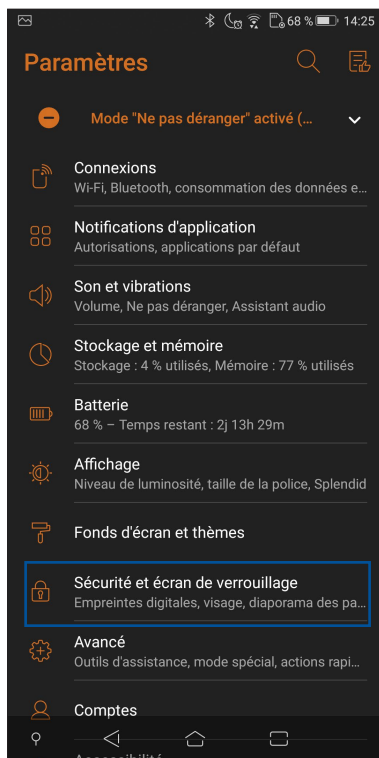 68 % 14:25
Paramètres
Mode "Ne pas déranger" activé (...
Connexions
Wi-Fi, Bluetooth, consommation des données e...
Notifications d'application
Autorisations, applications par défaut
Son et vibrations
Volume, Ne pas déranger, Assistant audio
Stockage et mémoire
Stockage : 4 % utilisés, Mémoire : 77 % utilisés
Batterie
68 % – Temps restant : 2j 13h 29m
Affichage
Niveau de luminosité, taille de la police, Splendid
Fonds d'écran et thèmes
Sécurité et écran de verrouillage
Empreintes digitales, visage, diaporama des pa...
Avancé
Outils d'assistance, mode spécial, actions rapi...
Comptes